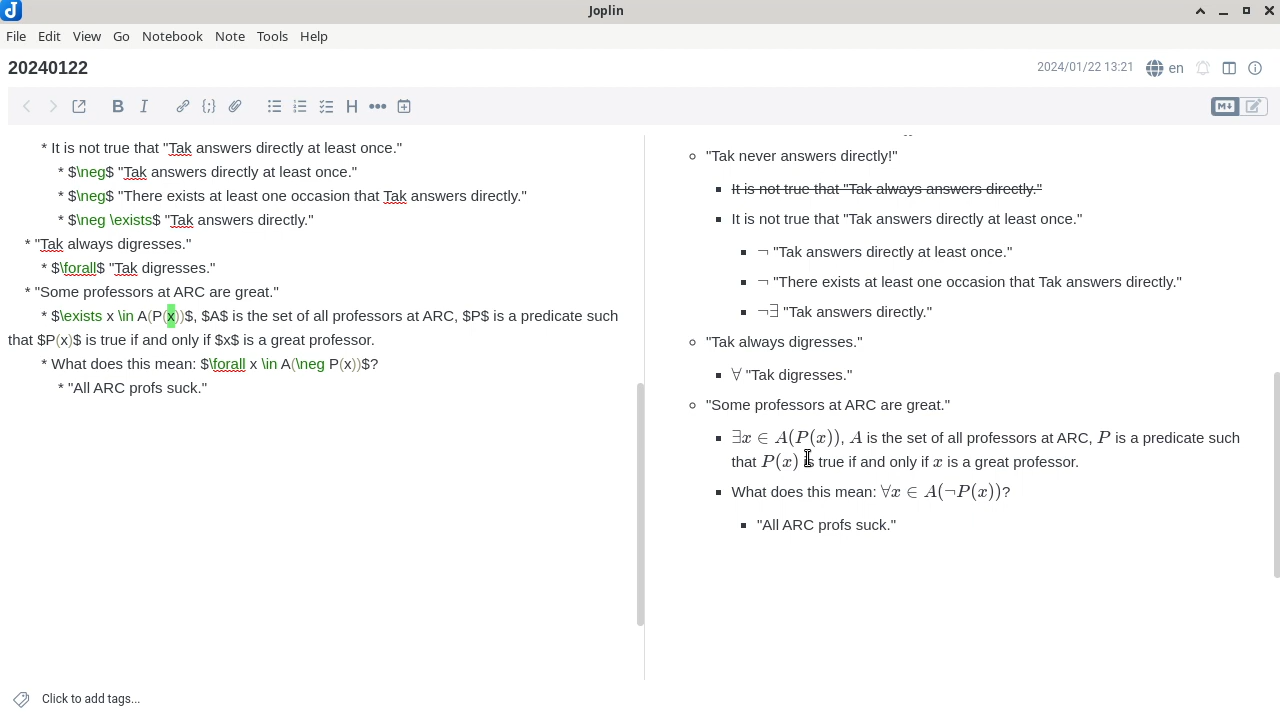 Joplin
File Edit View Go Notebook Note Tools Help
20240122
2024/01/22 13:21 en
* It is not true that "Tak answers directly at least once."
* $\neg$ "Tak answers directly at least once."
* $\neg$ "There exists at least one occasion that Tak answers directly."
* $\neg \exists$ "Tak answers directly."
* "Tak always digresses."
* $\forall$ "Tak digresses."
* "Some professors at ARC are great."
* $\exists x \in A(P(x))$, $A$ is the set of all professors at ARC, $P$ is a predicate such
that $P(x)$ is true if and only if $x$ is a great professor.
* What does this mean: $\forall x \in A(\neg P(x))$?
* "All ARC profs suck."
"Tak never answers directly!"
It is not true that "Tak always answers directly."
It is not true that "Tak answers directly at least once."
¬ "Tak answers directly at least once."
¬ "There exists at least one occasion that Tak answers directly."
¬∃ "Tak answers directly."
"Tak always digresses."
∀ "Tak digresses."
"Some professors at ARC are great."
∃x ∈ A(P(x)), A is the set of all professors at ARC, P is a predicate such
that P(x) is true if and only if x is a great professor.
What does this mean: ∀x ∈ A(¬P(x))?
"All ARC profs suck."
Click to add tags...